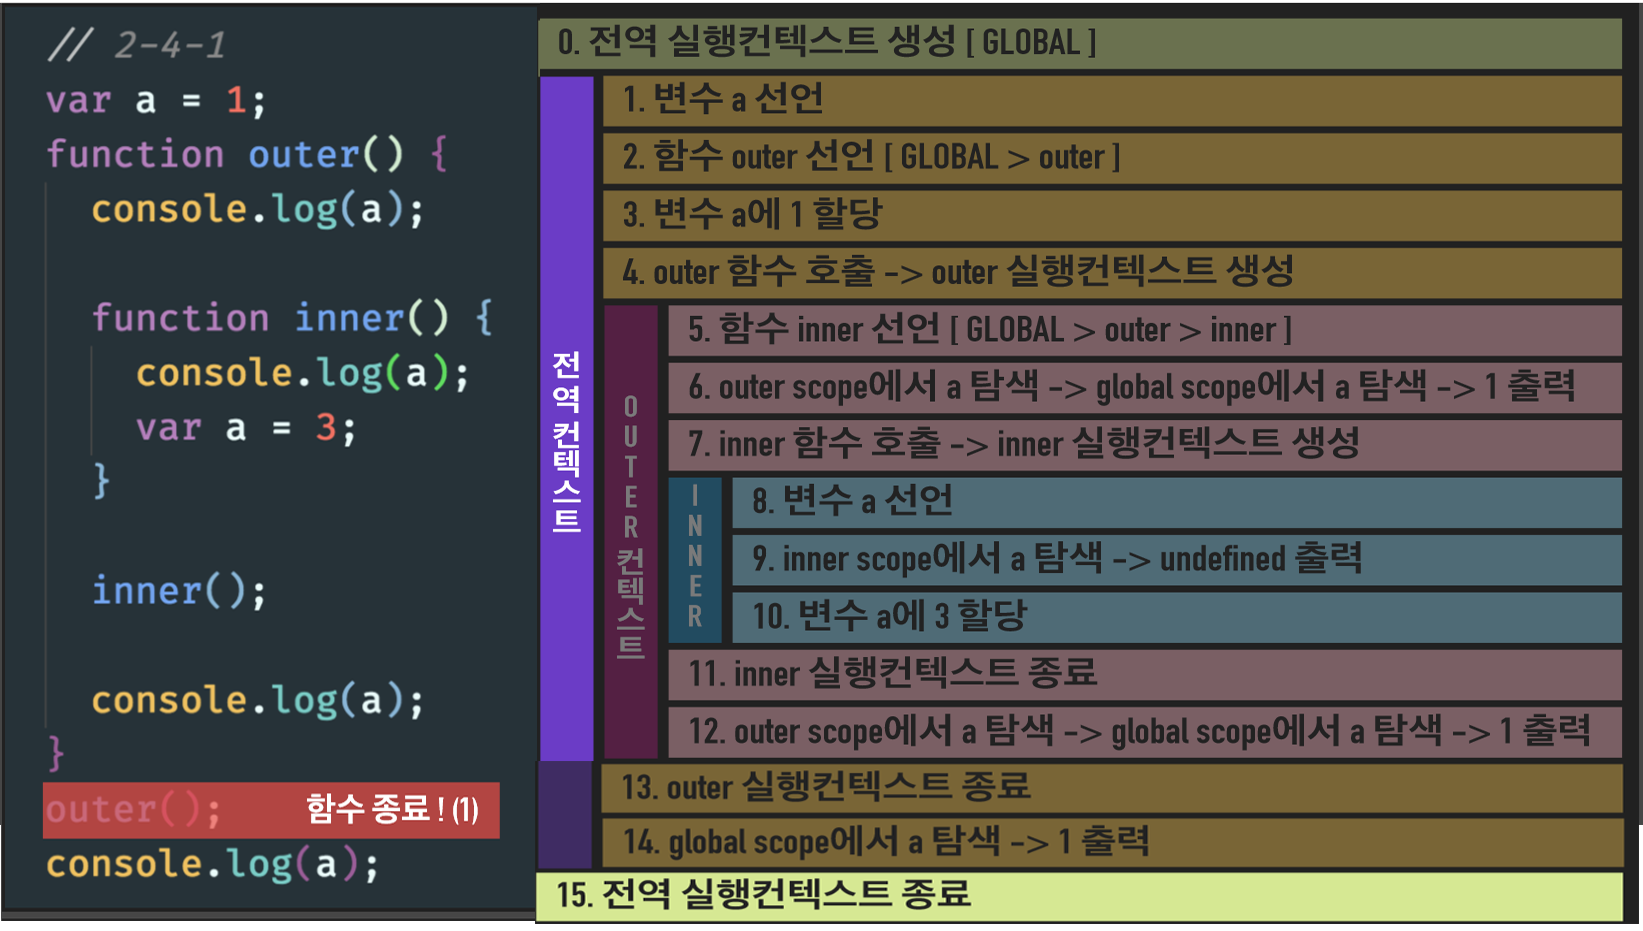 // 2-4-1
var a = 1;
function outer() {
console.log(a);
function inner() {
console.log(a);
var a = 3;
}
inner();
console.log(a);
}
outer(); 함수 종료 ! (1)
console.log(a);
0. 전역 실행컨텍스트 생성 [ GLOBAL ]
전역 컨텍스트
1. 변수 a 선언
2. 함수 outer 선언 [ GLOBAL > outer ]
3. 변수 a에 1 할당
4. outer 함수 호출 -> outer 실행컨텍스트 생성
OUTER 컨텍스트
5. 함수 inner 선언 [ GLOBAL > outer > inner ]
6. outer scope에서 a 탐색 -> global scope에서 a 탐색 -> 1 출력
7. inner 함수 호출 -> inner 실행컨텍스트 생성
INNER
8. 변수 a 선언
9. inner scope에서 a 탐색 -> undefined 출력
10. 변수 a에 3 할당
11. inner 실행컨텍스트 종료
12. outer scope에서 a 탐색 -> global scope에서 a 탐색 -> 1 출력
13. outer 실행컨텍스트 종료
14. global scope에서 a 탐색 -> 1 출력
15. 전역 실행컨텍스트 종료